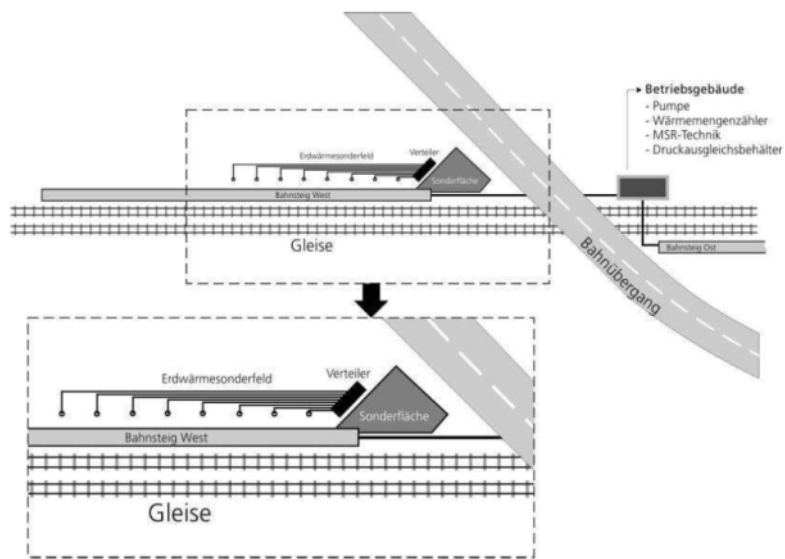 Betriebsgebäude
- Pumpe
- Wärmemengenzähler
- MSR-Technik
- Druckausgleichsbehälter
Erdwärmesonderfeld
Verteiler
Sonderfläche
Bahnsteig West
Gleise
Bahnsteig Ost
Bahnübergang
Erdwärmesonderfeld
Verteiler
Sonderfläche
Bahnsteig West
Gleise